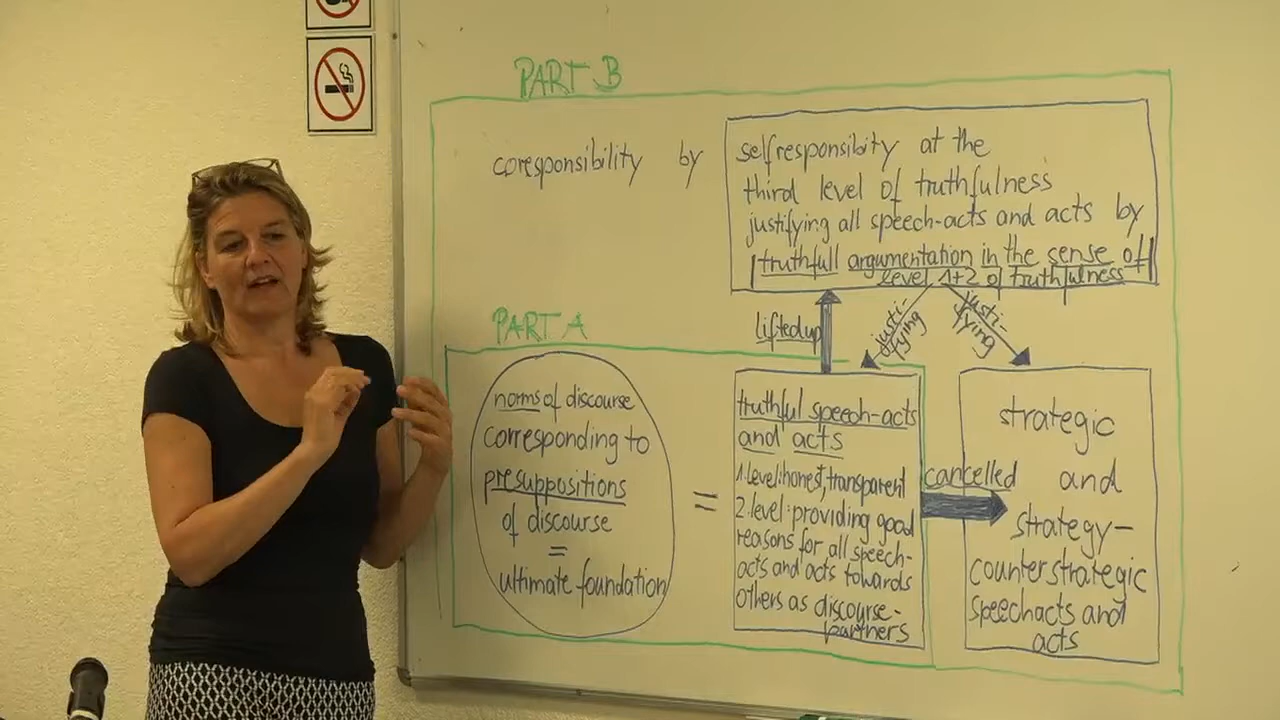 PART B
coresponsibility by
selfresponsibity at the
third level of truthfulness
justifying all speech-acts and acts by
truthfull argumentation in the sense of
level 1+2 of truthfulness
lifted up
justi-
fying
justi-
fying
PART A
norms of discourse
corresponding to
presuppositions
of discourse
=
ultimate foundation
=
truthful speech-acts
and acts
1.level:honest, transparent
2.level:providing good
reasons for all speech-
acts and acts towards
others as discourse-
partners
cancelled
strategic
and
strategy-
counterstrategic
speechacts and
acts